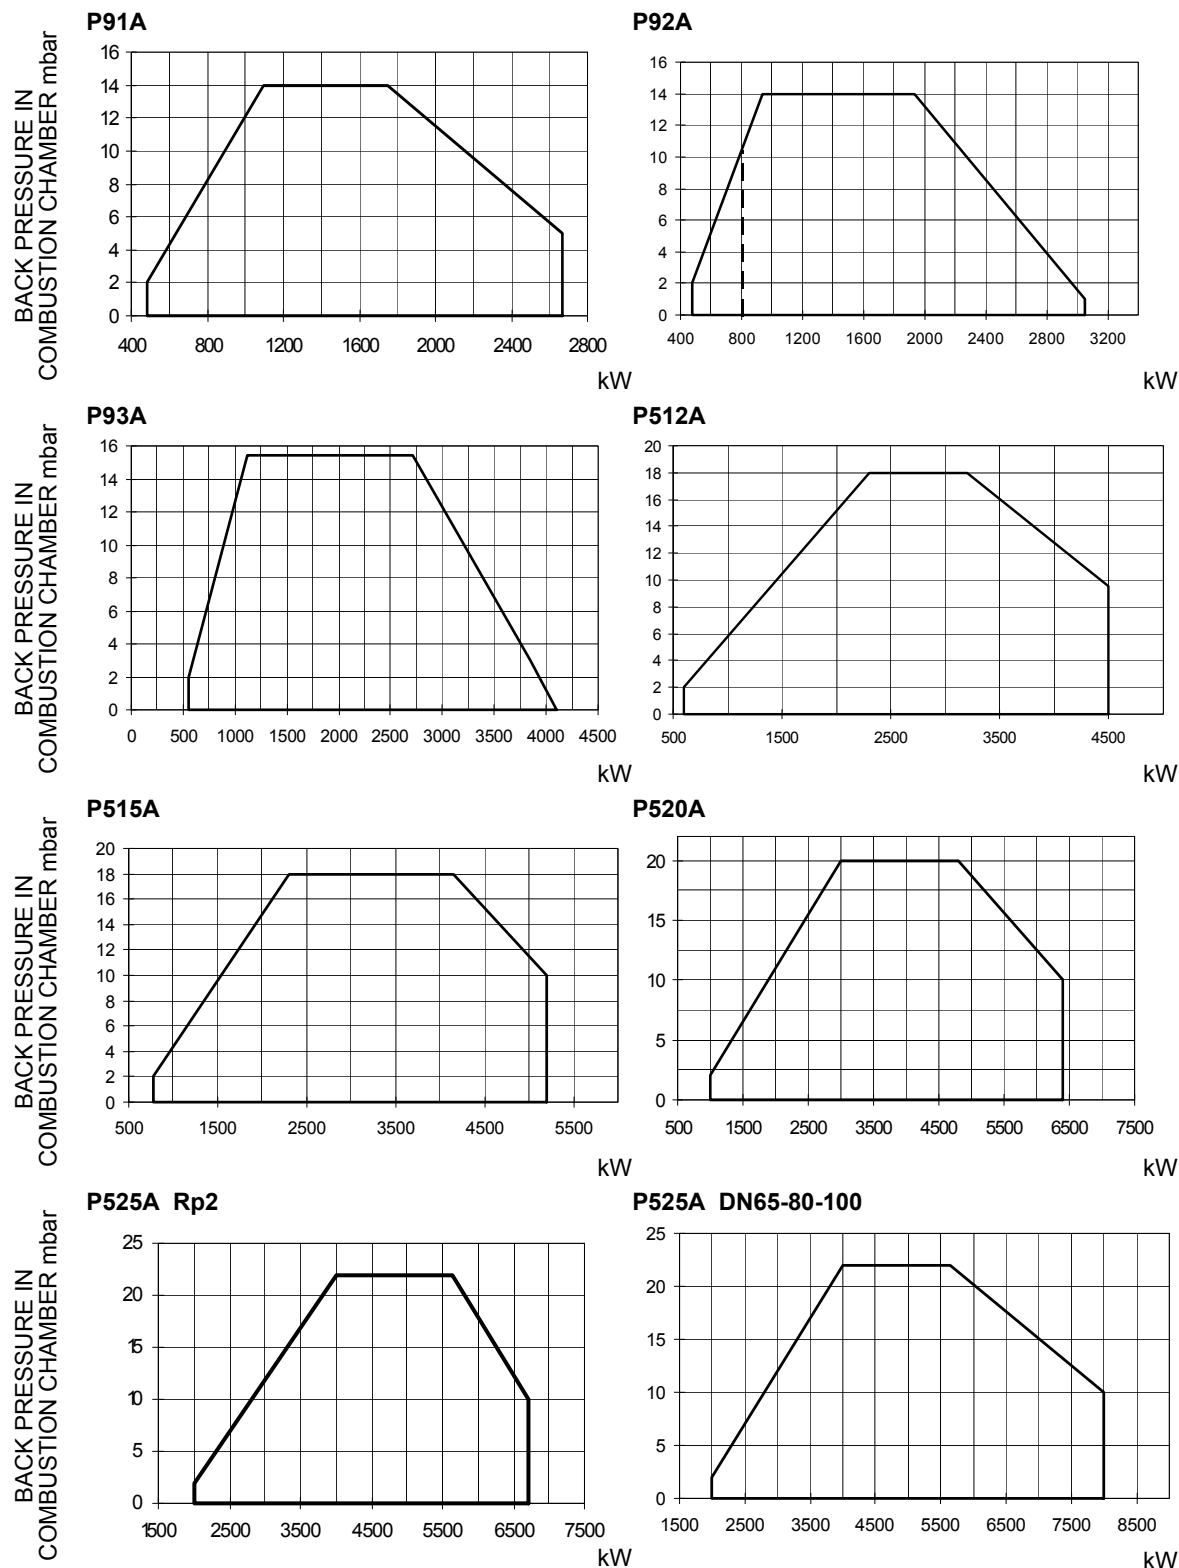 P91A
P92A
BACK PRESSURE IN
COMBUSTION CHAMBER mbar
16
14
12
10
8
6
4
2
0
400 800 1200 1600 2000 2400 2800
kW
16
14
12
10
8
6
4
2
0
400 800 1200 1600 2000 2400 2800 3200
kW
P93A
P512A
BACK PRESSURE IN
COMBUSTION CHAMBER mbar
16
14
12
10
8
6
4
2
0
0 500 1000 1500 2000 2500 3000 3500 4000 4500
kW
20
18
16
14
12
10
8
6
4
2
0
500 1500 2500 3500 4500
kW
P515A
P520A
BACK PRESSURE IN
COMBUSTION CHAMBER mbar
20
18
16
14
12
10
8
6
4
2
0
500 1500 2500 3500 4500 5500
kW
20
15
10
5
0
500 1500 2500 3500 4500 5500 6500 7500
kW
P525A Rp2
P525A DN65-80-100
BACK PRESSURE IN
COMBUSTION CHAMBER mbar
25
20
15
10
5
0
1500 2500 3500 4500 5500 6500 7500
kW
25
20
15
10
5
0
1500 2500 3500 4500 5500 6500 7500 8500
kW